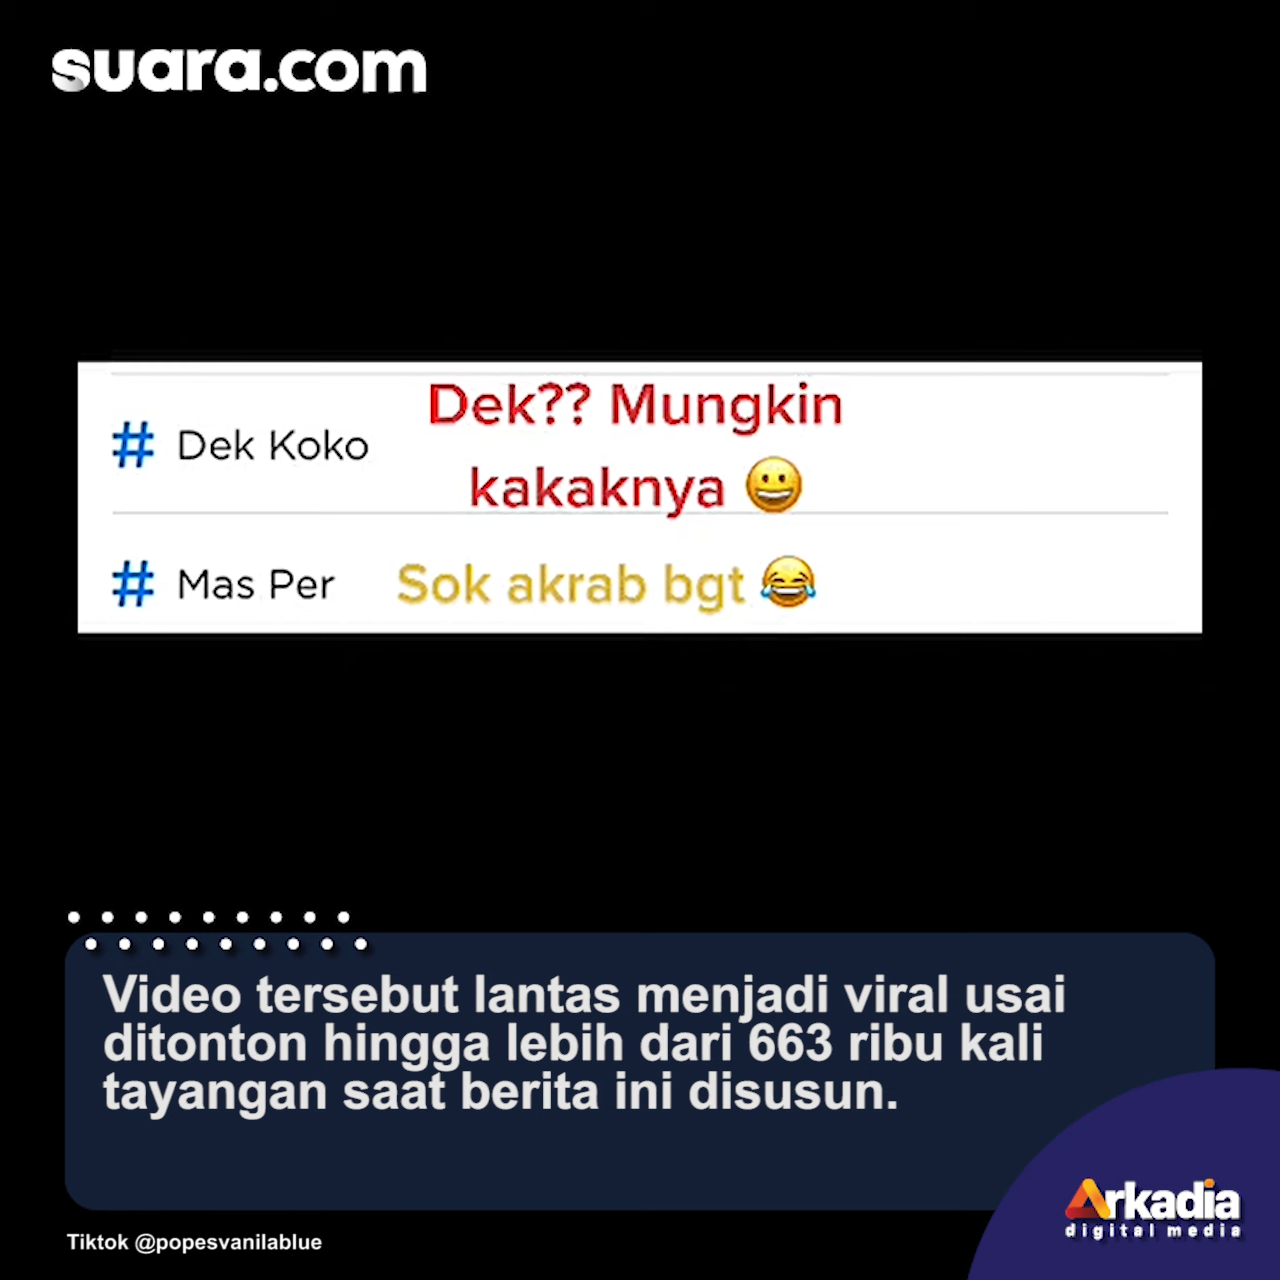 suara.com
Dek?? Mungkin
# Dek Koko
kakaknya 😀
# Mas Per Sok akrab bgt 😂
Video tersebut lantas menjadi viral usai
ditonton hingga lebih dari 663 ribu kali
tayangan saat berita ini disusun.
Arkadia
digital media
Tiktok @popesvanilablue